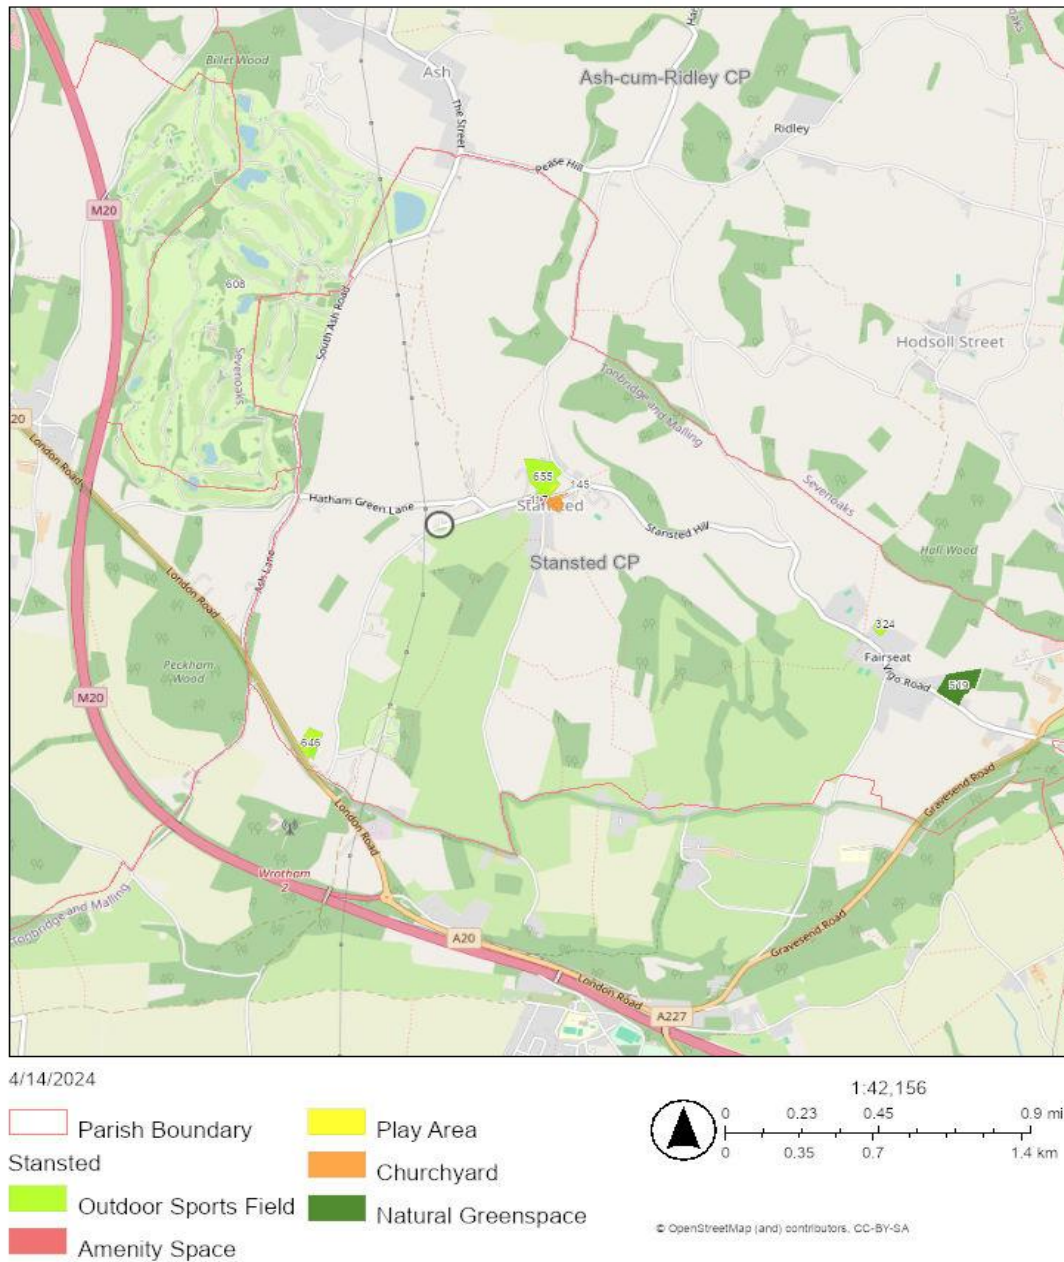 Billet Wood
Ash
Ash-cum-Ridley CP
The Street
Ridley
Pease Hill
M20
608
South Ash Road
Sevenoaks
Hodsoll Street
Tonbridge and Malling
20
London Road
655
145
Hatham Green Lane
Stansted
Sevenoaks
Stansted Hill
Hall Wood
Stansted CP
Ash Lane
London Road
324
Peckham
Wood
Fairseat
Vigo Road
519
M20
646
Gravesend Road
London Road
Wrotham
2
Tonbridge and Malling
Gravesend Road
A20
London Road
A227
4/14/2024
Parish Boundary
Stansted
Outdoor Sports Field
Amenity Space
Play Area
Churchyard
Natural Greenspace
1:42,156
0 0.23 0.45 0.9 mi
0 0.35 0.7 1.4 km
© OpenStreetMap (and) contributors, CC-BY-SA